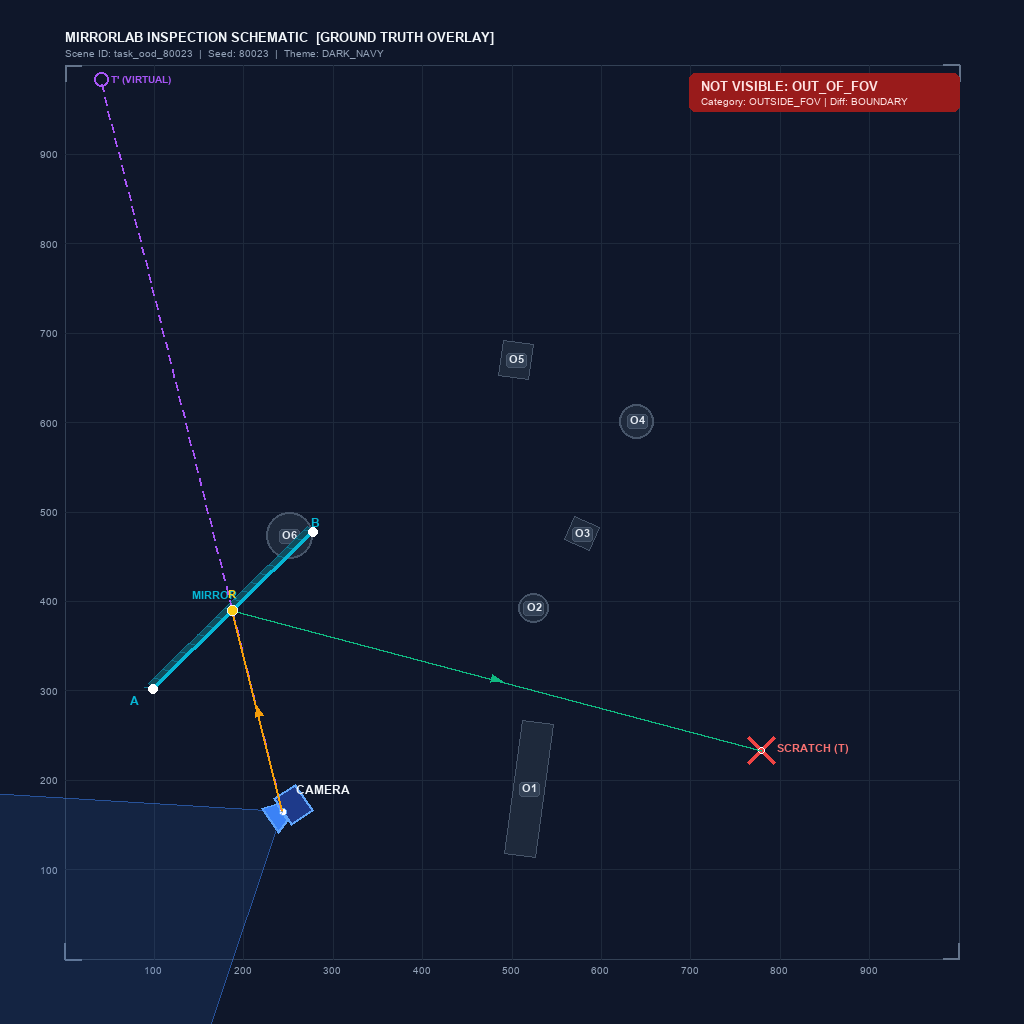 MIRRORLAB INSPECTION SCHEMATIC [GROUND TRUTH OVERLAY]
Scene ID: task_ood_80023 | Seed: 80023 | Theme: DARK_NAVY
T' (VIRTUAL)
NOT VISIBLE: OUT_OF_FOV
Category: OUTSIDE_FOV | Diff: BOUNDARY
900
800
700
O5
600
O4
500
B
O6
O3
400
MIRROR
R
O2
300
A
SCRATCH (T)
200
CAMERA
O1
100
100 200 300 400 500 600 700 800 900